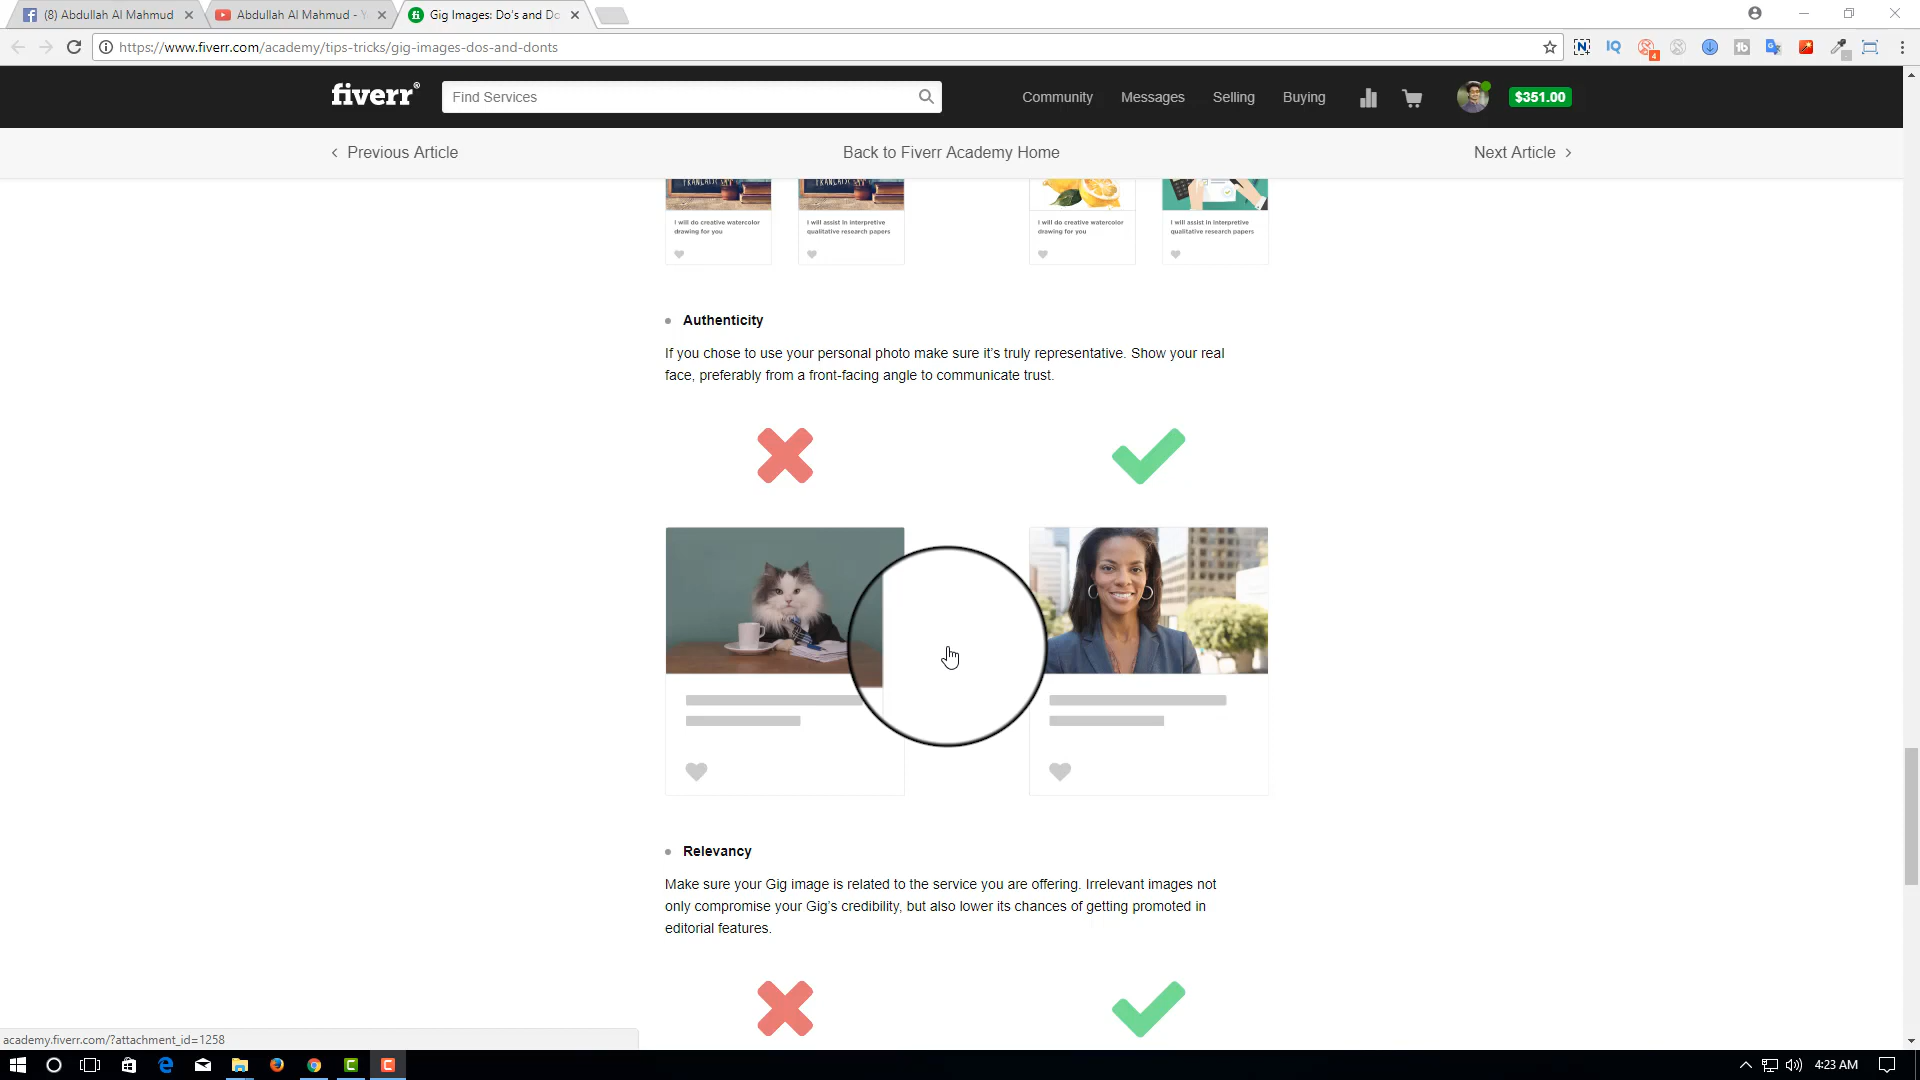 (8) Abdullah Al Mahmud
Abdullah Al Mahmud -
Gig Images: Do's and Do
https://www.fiverr.com/academy/tips-tricks/gig-images-dos-and-donts
fiverr®
Find Services
Community
Messages
Selling
Buying
$351.00
Previous Article
Back to Fiverr Academy Home
Next Article
I will do creative watercolor
drawing for you
I will assist in interpretive
qualitative research papers
I will do creative watercolor
drawing for you
I will assist in interpretive
qualitative research papers
Authenticity
If you chose to use your personal photo make sure it's truly representative. Show your real
face, preferably from a front-facing angle to communicate trust.
Relevancy
Make sure your Gig image is related to the service you are offering. Irrelevant images not
only compromise your Gig's credibility, but also lower its chances of getting promoted in
editorial features.
academy.fiverr.com/?attachment_id=1258
4:23 AM